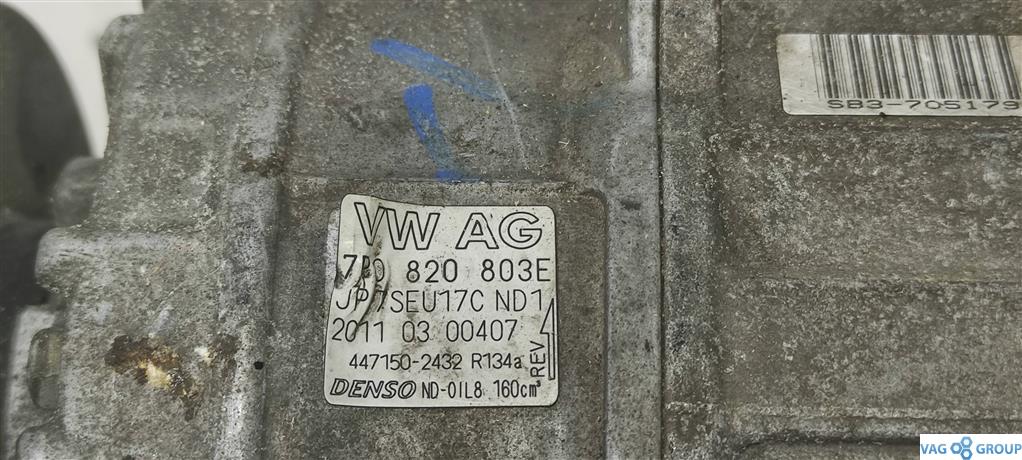 SB3-705179
VW AG
820 803E
JP7SEU17C ND1
2011 03 00407
447150-2432 R134a
REV
DENSO ND-OIL8 160cm³
VAG GROUP